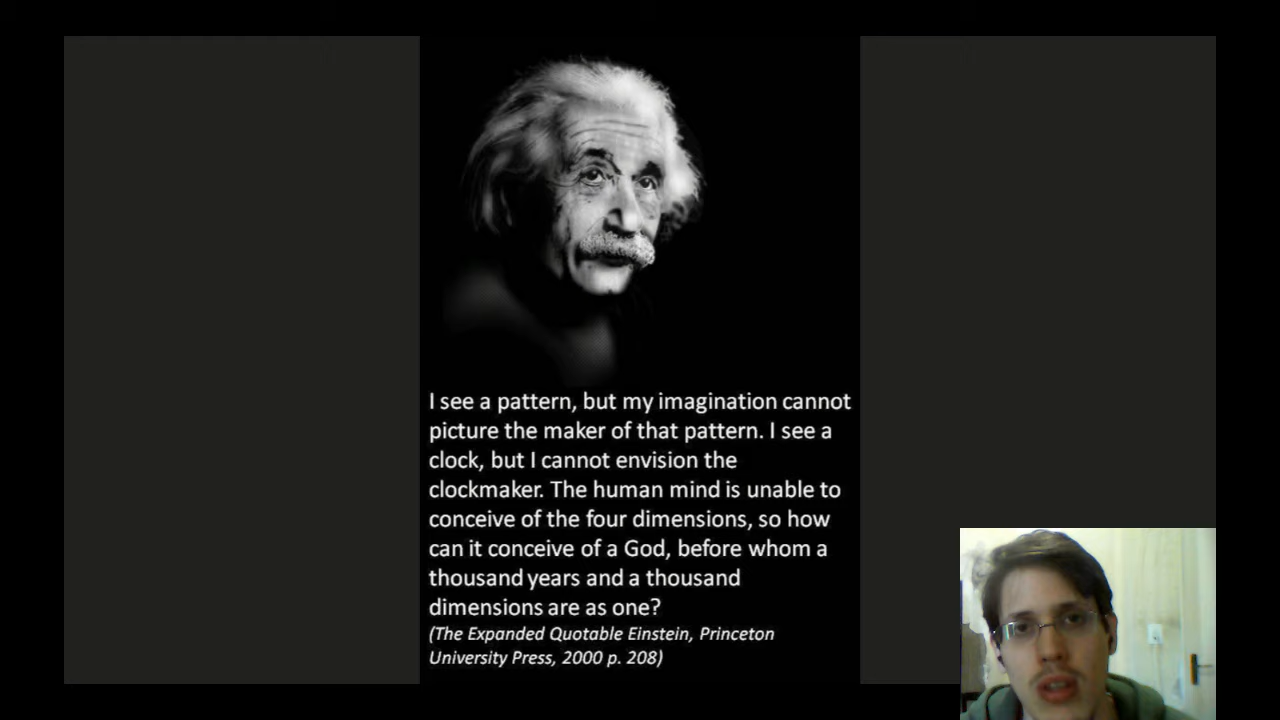 I see a pattern, but my imagination cannot
picture the maker of that pattern. I see a
clock, but I cannot envision the
clockmaker. The human mind is unable to
conceive of the four dimensions, so how
can it conceive of a God, before whom a
thousand years and a thousand
dimensions are as one?
(The Expanded Quotable Einstein, Princeton
University Press, 2000 p. 208)